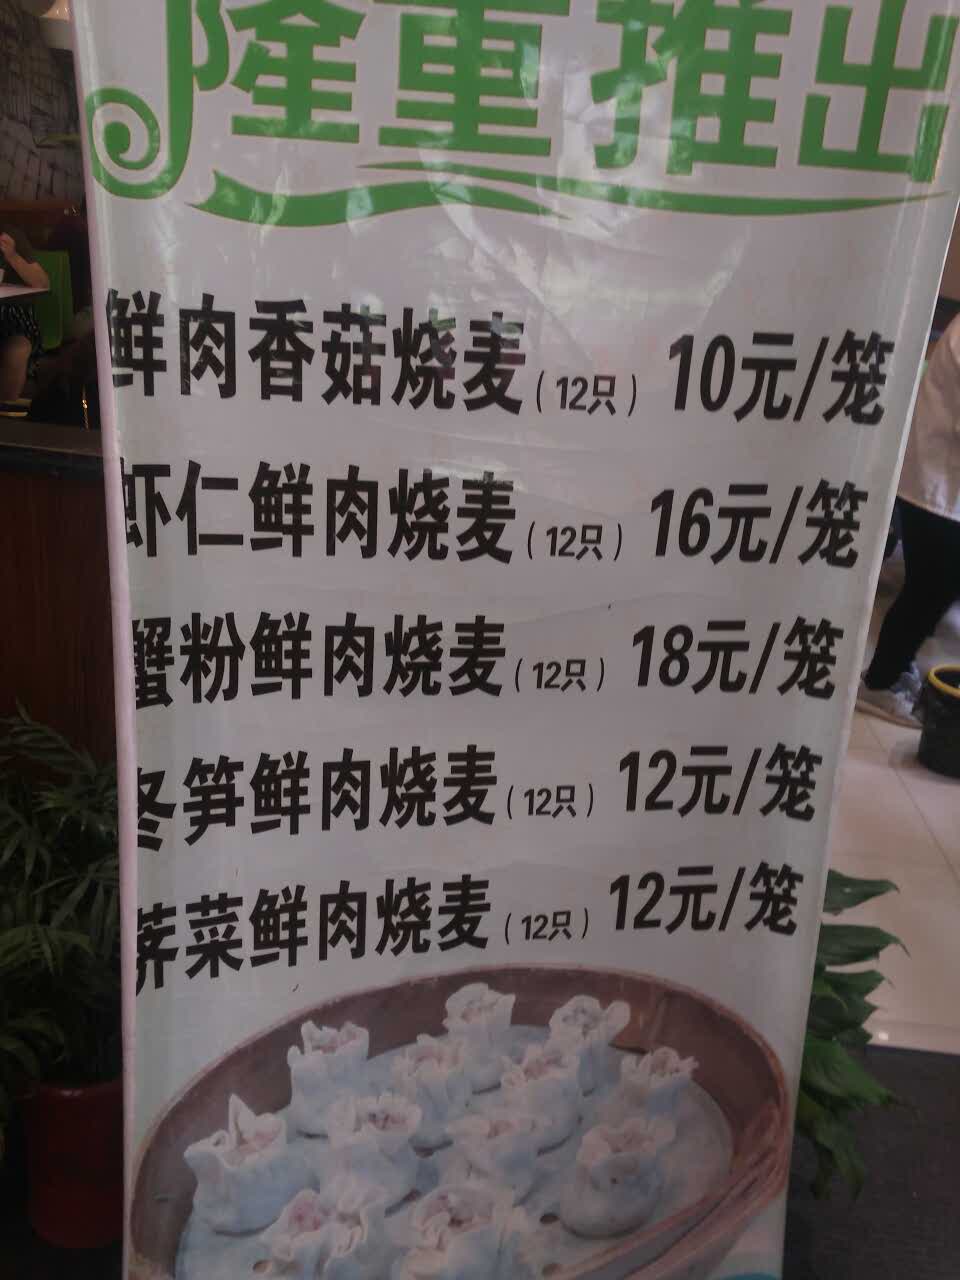 隆重推出
鲜肉香菇烧麦(12只) 10元/笼
虾仁鲜肉烧麦(12只) 16元/笼
蟹粉鲜肉烧麦(12只) 18元/笼
冬笋鲜肉烧麦(12只) 12元/笼
荠菜鲜肉烧麦(12只) 12元/笼